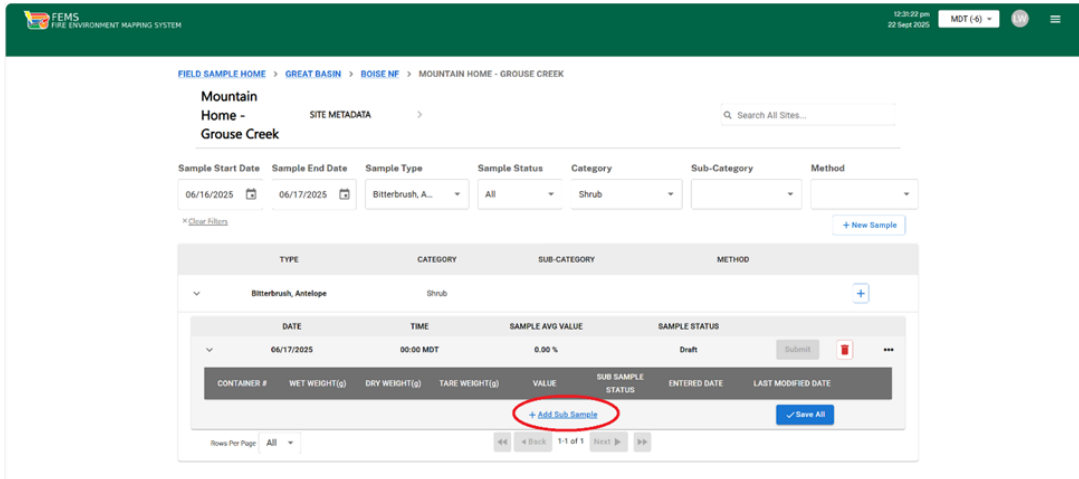 FEMS
FIRE ENVIRONMENT MAPPING SYSTEM
12:31:22 pm
22 Sept 2025
MDT (-6)
LW
FIELD SAMPLE HOME > GREAT BASIN > BOISE NF > MOUNTAIN HOME - GROUSE CREEK
Mountain
Home -
Grouse Creek
SITE METADATA >
Search All Sites...
Sample Start Date Sample End Date Sample Type Sample Status Category Sub-Category Method
06/16/2025 06/17/2025 Bitterbrush, A... All Shrub
× Clear Filters
+ New Sample
TYPE CATEGORY SUB-CATEGORY METHOD
Bitterbrush, Antelope Shrub +
DATE TIME SAMPLE AVG VALUE SAMPLE STATUS
06/17/2025 00:00 MDT 0.00 % Draft Submit •••
CONTAINER # WET WEIGHT(g) DRY WEIGHT(g) TARE WEIGHT(g) VALUE SUB SAMPLE STATUS ENTERED DATE LAST MODIFIED DATE
+ Add Sub Sample Save All
Rows Per Page All Back 1-1 of 1 Next